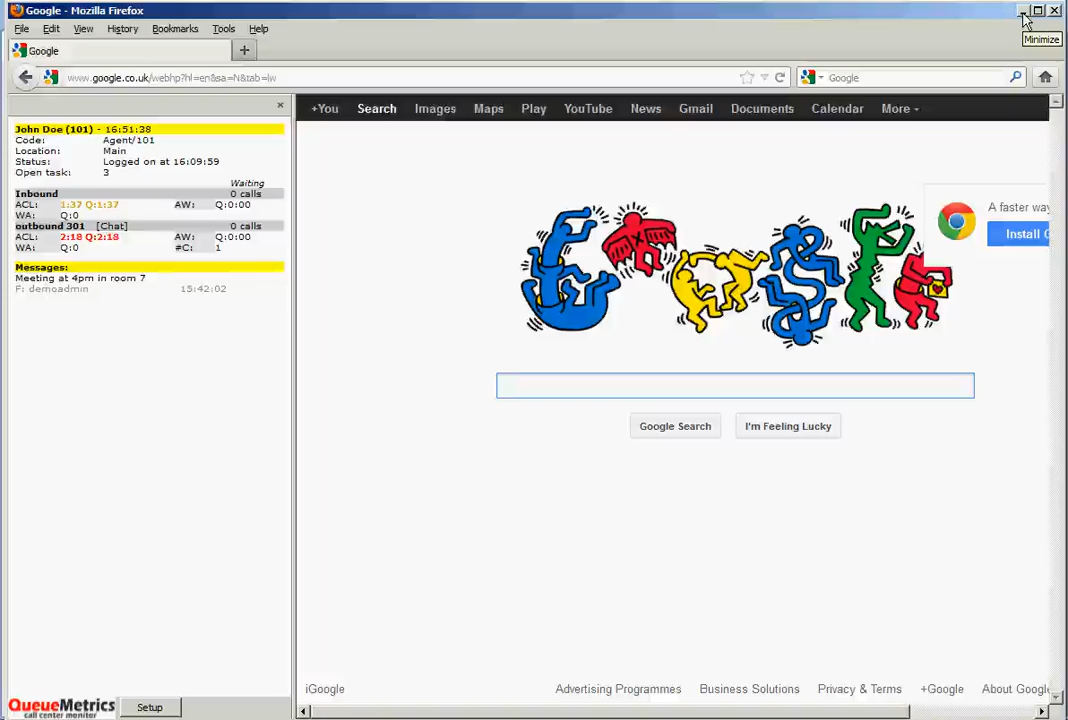 Google - Mozilla Firefox
File Edit View History Bookmarks Tools Help
Minimize
Google
www.google.co.uk/webhp?hl=en&sa=N&tab=lw
Google
+You Search Images Maps Play YouTube News Gmail Documents Calendar More
John Doe (101) - 16:51:38
Code: Agent/101
Location: Main
Status: Logged on at 16:09:59
Open task: 3
Waiting
Inbound 0 calls
ACL: 1:37 Q:1:37 AW: Q:0:00
WA: Q:0
outbound 301 [Chat] 0 calls
ACL: 2:18 Q:2:18 AW: Q:0:00
WA: Q:0 #C: 1
Messages:
Meeting at 4pm in room 7
F: demoadmin 15:42:02
A faster way
Install G
Google Search I'm Feeling Lucky
iGoogle Advertising Programmes Business Solutions Privacy & Terms +Google About Google
QueueMetrics
call center monitor
Setup